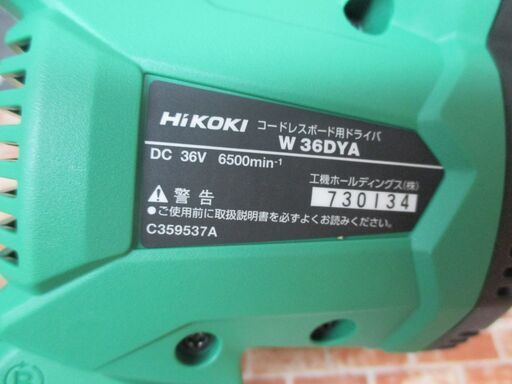 HiKOKI コードレスボード用ドライバ
W 36DYA
DC 36V 6500min-1
工機ホールディングス(株)
⚠警告
730134
●ご使用前に取扱説明書を必ずよくお読みください。
C359537A
R